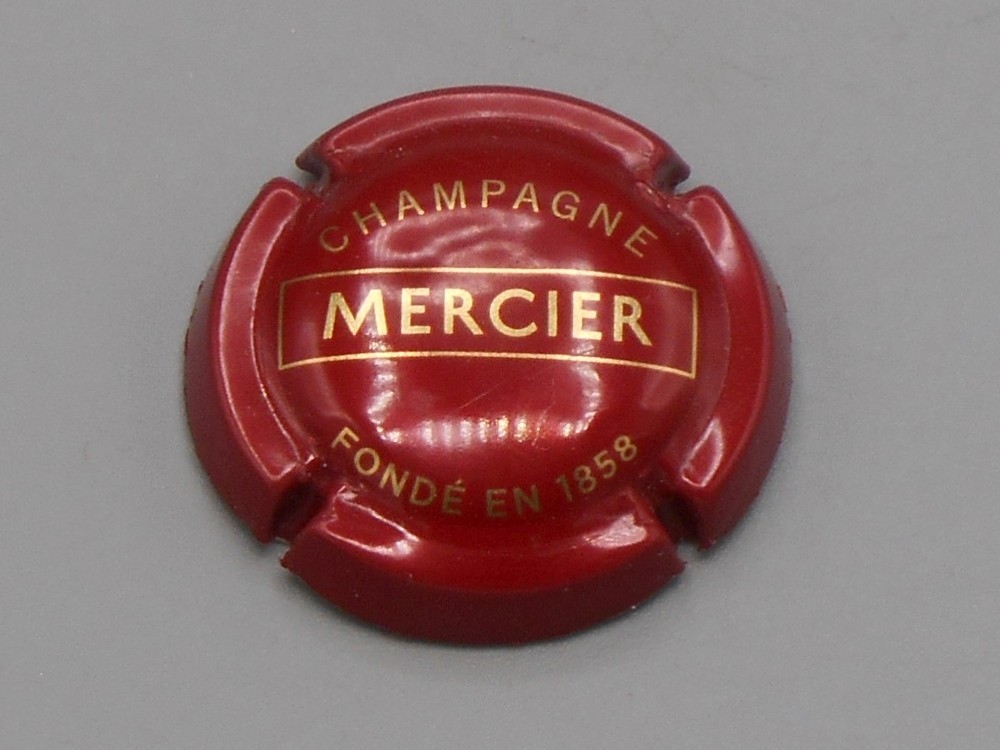 CHAMPAGNE
MERCIER
FONDÉ EN 1858